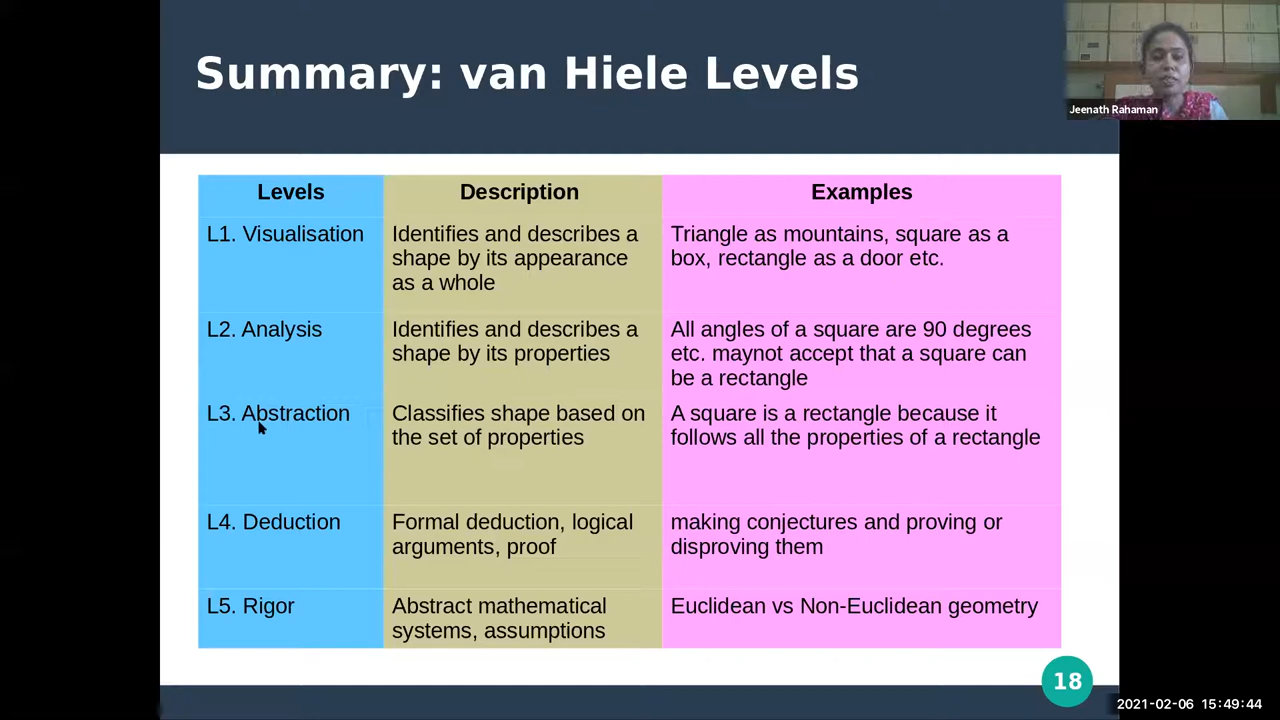 Summary: van Hiele Levels
Jeenath Rahaman
Levels
Description
Examples
L1. Visualisation
Identifies and describes a
shape by its appearance
as a whole
Triangle as mountains, square as a
box, rectangle as a door etc.
L2. Analysis
Identifies and describes a
shape by its properties
All angles of a square are 90 degrees
etc. maynot accept that a square can
be a rectangle
L3. Abstraction
Classifies shape based on
the set of properties
A square is a rectangle because it
follows all the properties of a rectangle
L4. Deduction
Formal deduction, logical
arguments, proof
making conjectures and proving or
disproving them
L5. Rigor
Abstract mathematical
systems, assumptions
Euclidean vs Non-Euclidean geometry
18
2021-02-06 15:49:44